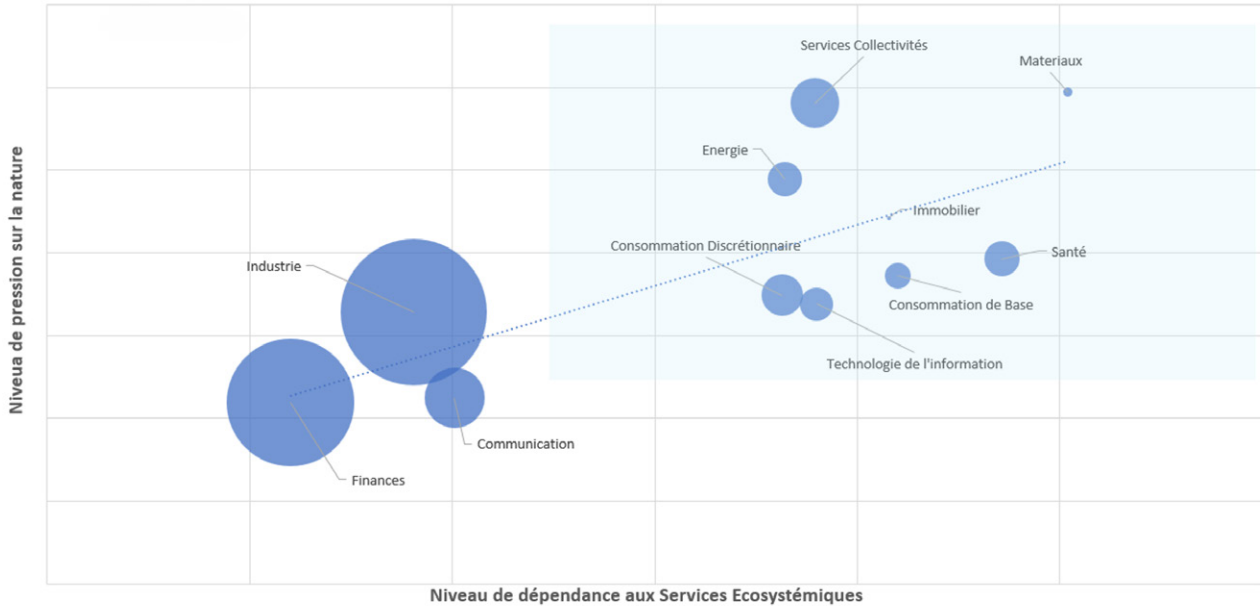 Services Collectivités
Materiaux
Energie
Immobilier
Consommation Discrétionnaire
Santé
Industrie
Consommation de Base
Technologie de l'information
Communication
Finances
Niveua de pression sur la nature
Niveau de dépendance aux Services Ecosystémiques